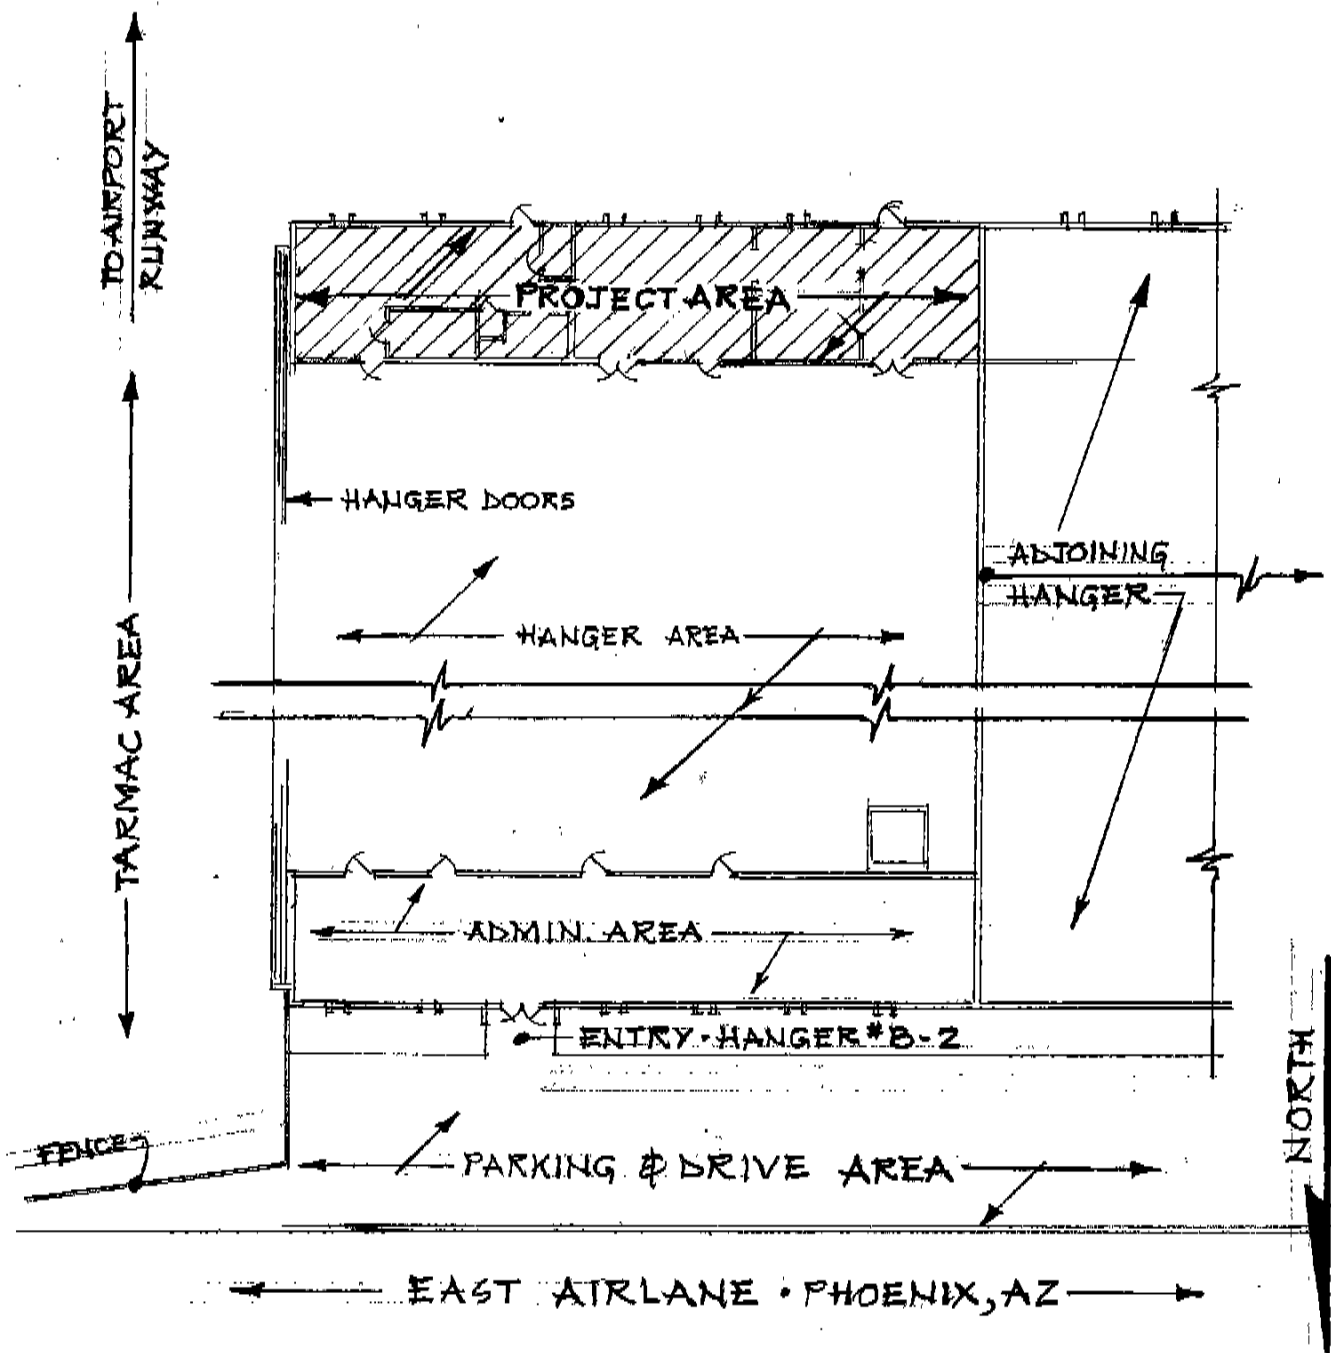 TO AIRPORT
RUNWAY
PROJECT AREA
HANGER DOORS
ADJOINING
HANGER
HANGER AREA
TARMAC AREA
ADMIN. AREA
ENTRY · HANGER #B-2
NORTH
FENCE
PARKING & DRIVE AREA
EAST AIRLANE · PHOENIX, AZ